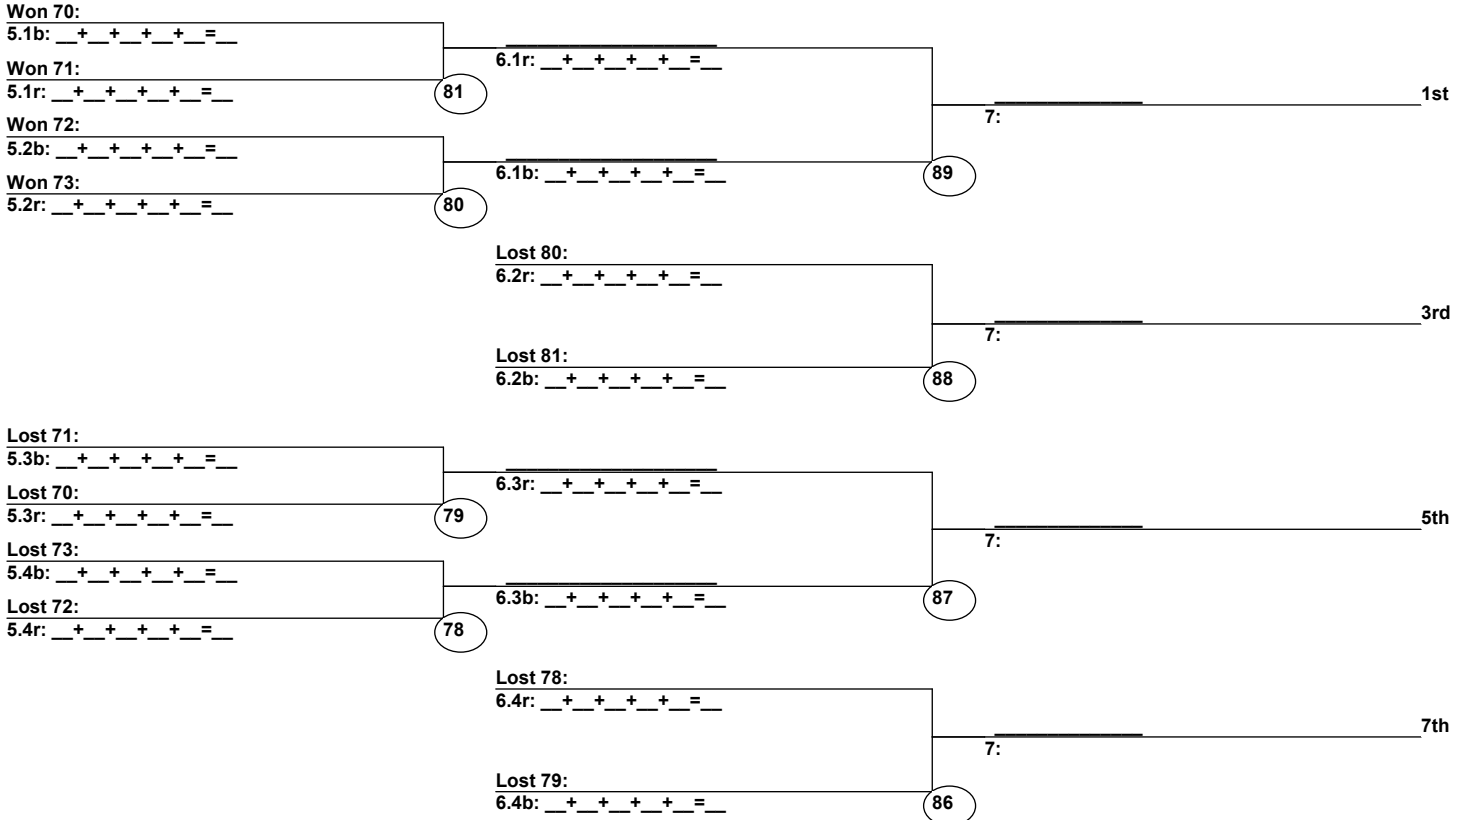 Won 70:
5.1b: __+__+__+__+__=__
6.1r: __+__+__+__+__=__
Won 71:
5.1r: __+__+__+__+__=__
81
1st
7:
Won 72:
5.2b: __+__+__+__+__=__
6.1b: __+__+__+__+__=__
89
Won 73:
5.2r: __+__+__+__+__=__
80
Lost 80:
6.2r: __+__+__+__+__=__
3rd
7:
Lost 81:
6.2b: __+__+__+__+__=__
88
Lost 71:
5.3b: __+__+__+__+__=__
6.3r: __+__+__+__+__=__
Lost 70:
5.3r: __+__+__+__+__=__
79
5th
7:
Lost 73:
5.4b: __+__+__+__+__=__
6.3b: __+__+__+__+__=__
87
Lost 72:
5.4r: __+__+__+__+__=__
78
Lost 78:
6.4r: __+__+__+__+__=__
7th
7:
Lost 79:
6.4b: __+__+__+__+__=__
86